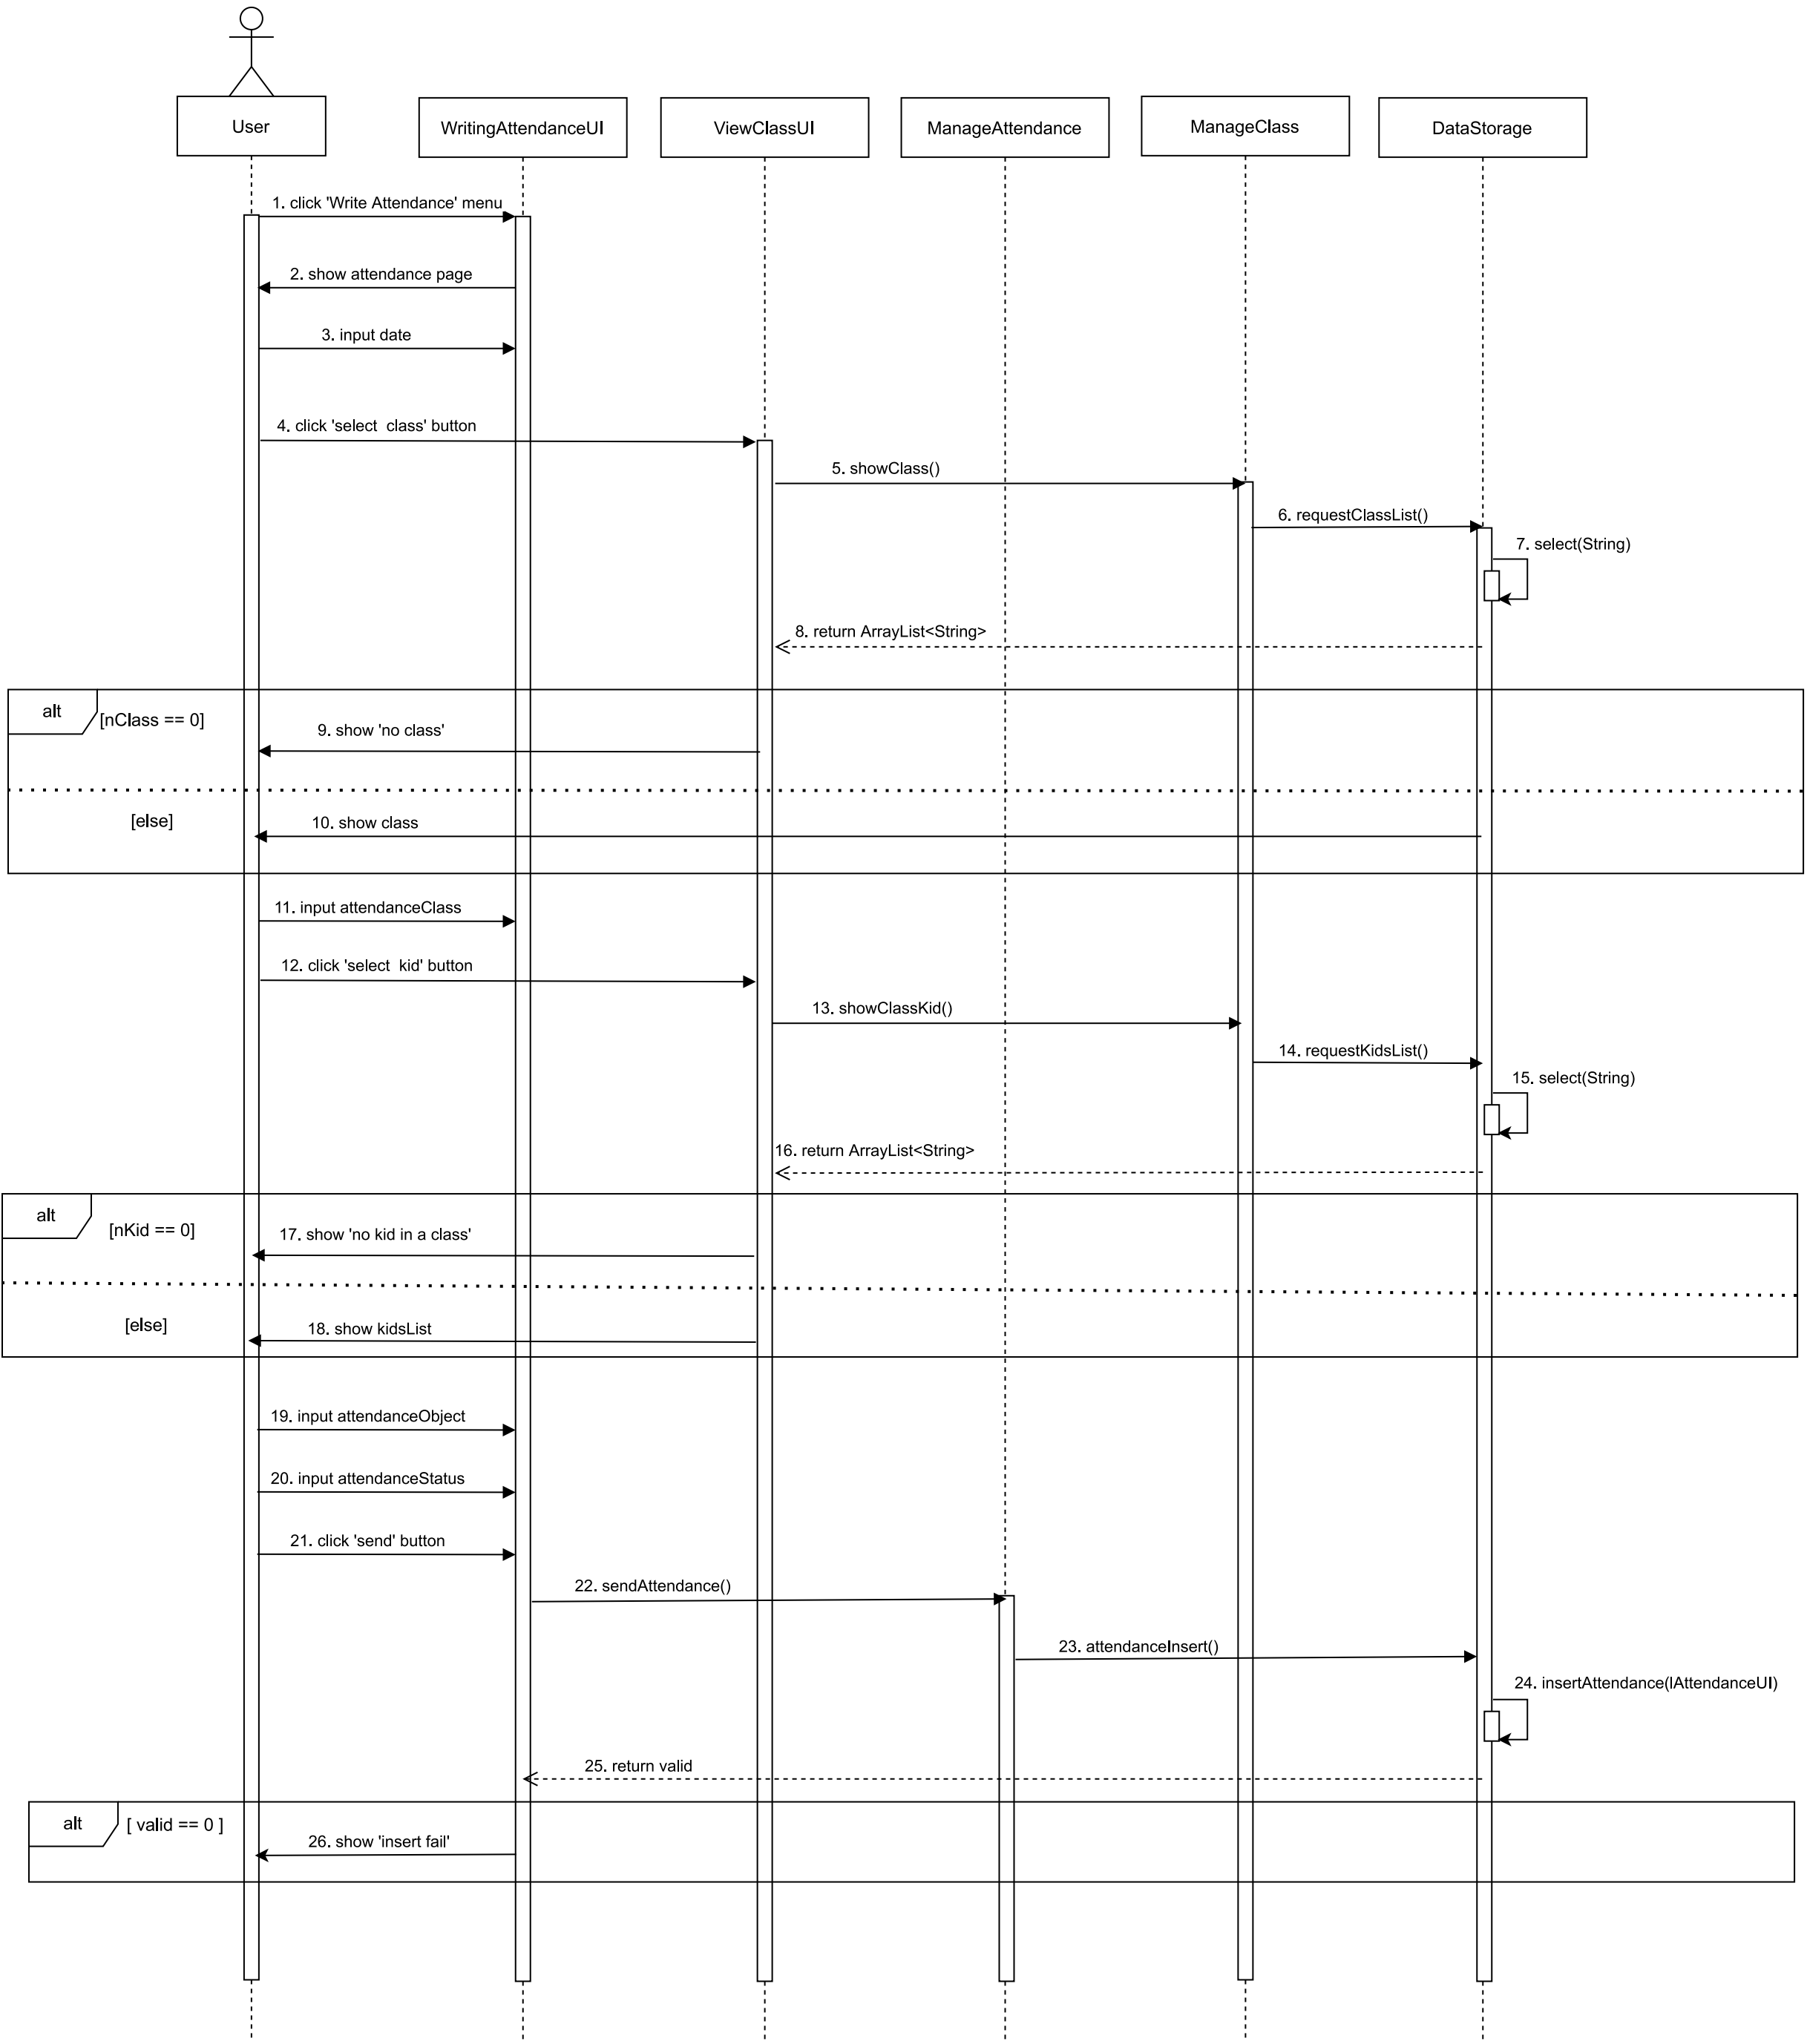 User
WritingAttendanceUI
ViewClassUI
ManageAttendance
ManageClass
DataStorage
1. click 'Write Attendance' menu
2. show attendance page
3. input date
4. click 'select  class' button
5. showClass()
6. requestClassList()
7. select(String)
8. return ArrayList<String>
alt
[nClass == 0]
9. show 'no class'
[else]
10. show class
11. input attendanceClass
12. click 'select  kid' button
13. showClassKid()
14. requestKidsList()
15. select(String)
16. return ArrayList<String>
alt
[nKid == 0]
17. show 'no kid in a class'
[else]
18. show kidsList
19. input attendanceObject
20. input attendanceStatus
21. click 'send' button
22. sendAttendance()
23. attendanceInsert()
24. insertAttendance(IAttendanceUI)
25. return valid
alt
[ valid == 0 ]
26. show 'insert fail'